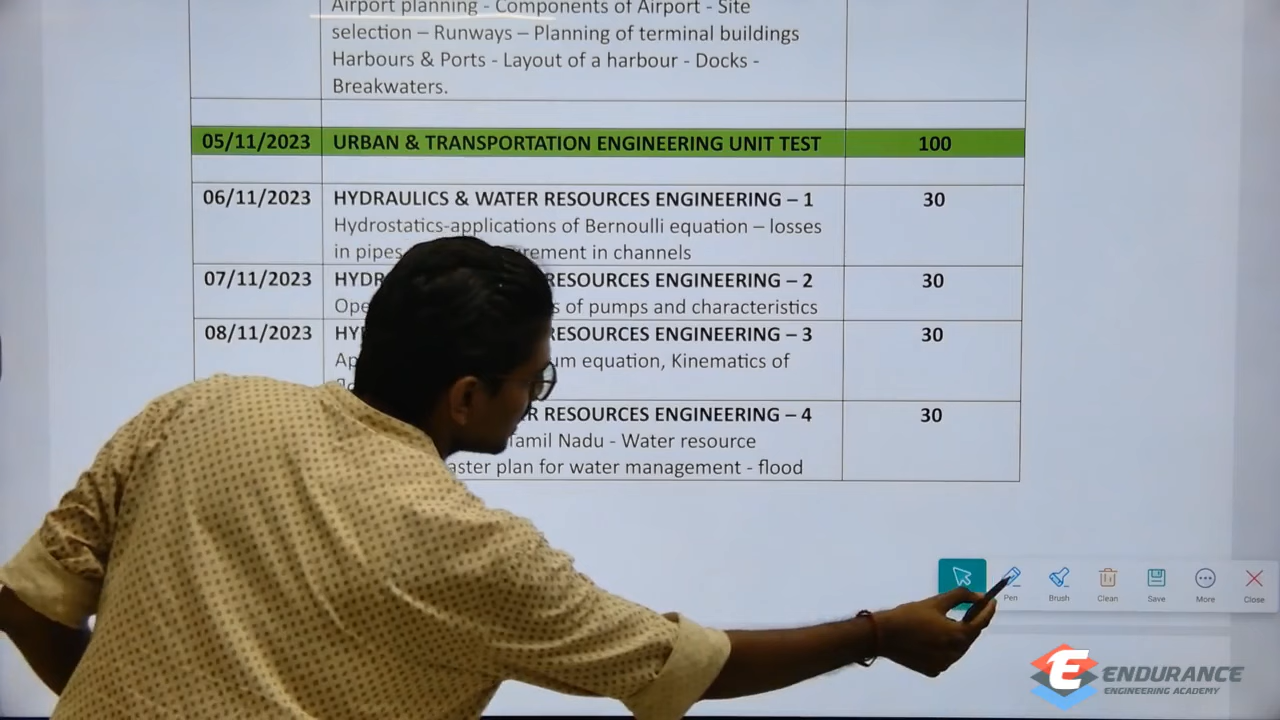 Airport planning - Components of Airport - Site
selection – Runways – Planning of terminal buildings
Harbours & Ports - Layout of a harbour - Docks -
Breakwaters.
05/11/2023 URBAN & TRANSPORTATION ENGINEERING UNIT TEST 100
06/11/2023 HYDRAULICS & WATER RESOURCES ENGINEERING – 1 30
Hydrostatics-applications of Bernoulli equation – losses
in pipes in channels
07/11/2023 RESOURCES ENGINEERING – 2 30
of pumps and characteristics
08/11/2023 RESOURCES ENGINEERING – 3 30
equation, Kinematics of
RESOURCES ENGINEERING – 4 30
Tamil Nadu - Water resource
plan for water management - flood
Pen Brush Clean Save More Close
E ENDURANCE
ENGINEERING ACADEMY